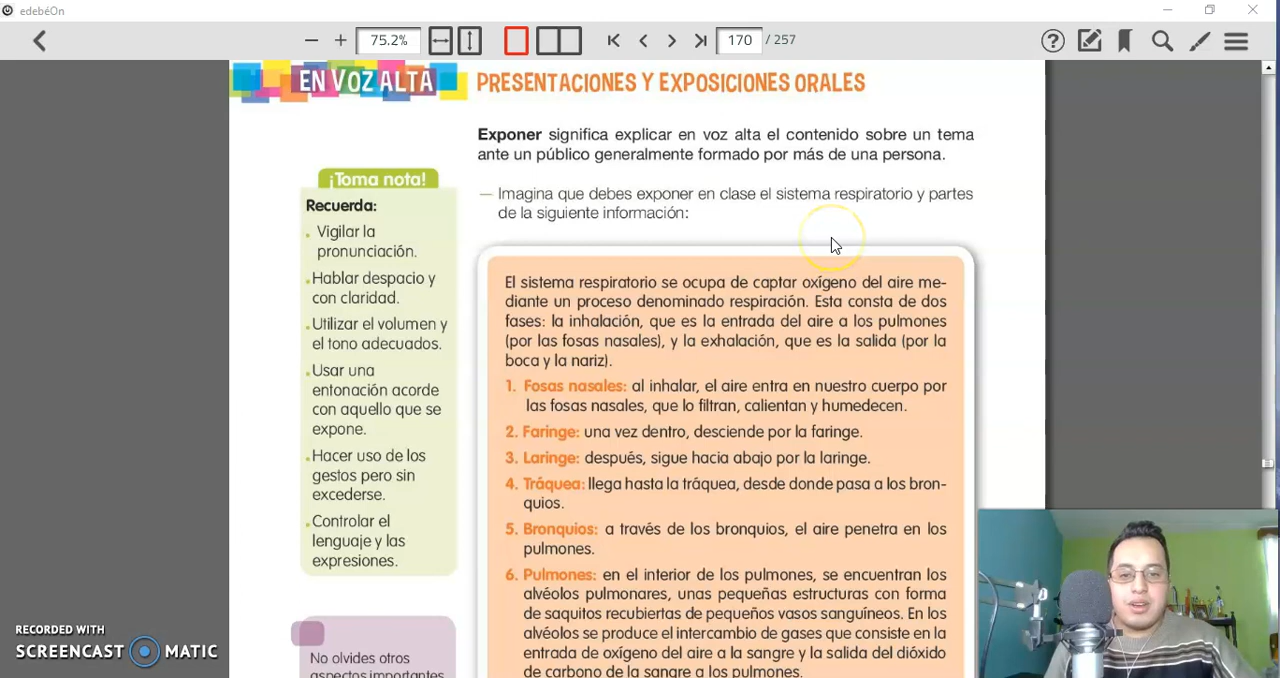 edebéOn
75.2%
170 / 257
EN VOZ ALTA
PRESENTACIONES Y EXPOSICIONES ORALES
Exponer significa explicar en voz alta el contenido sobre un tema
ante un público generalmente formado por más de una persona.
— Imagina que debes exponer en clase el sistema respiratorio y partes
de la siguiente información:
¡Toma nota!
Recuerda:
. Vigilar la
pronunciación.
. Hablar despacio y
con claridad.
. Utilizar el volumen y
el tono adecuados.
. Usar una
entonación acorde
con aquello que se
expone.
. Hacer uso de los
gestos pero sin
excederse.
. Controlar el
lenguaje y las
expresiones.
El sistema respiratorio se ocupa de captar oxígeno del aire me-
diante un proceso denominado respiración. Esta consta de dos
fases: la inhalación, que es la entrada del aire a los pulmones
(por las fosas nasales), y la exhalación, que es la salida (por la
boca y la nariz).
1. Fosas nasales: al inhalar, el aire entra en nuestro cuerpo por
las fosas nasales, que lo filtran, calientan y humedecen.
2. Faringe: una vez dentro, desciende por la faringe.
3. Laringe: después, sigue hacia abajo por la laringe.
4. Tráquea: llega hasta la tráquea, desde donde pasa a los bron-
quios.
5. Bronquios: a través de los bronquios, el aire penetra en los
pulmones.
6. Pulmones: en el interior de los pulmones, se encuentran los
alvéolos pulmonares, unas pequeñas estructuras con forma
de saquitos recubiertas de pequeños vasos sanguíneos. En los
alvéolos se produce el intercambio de gases que consiste en la
entrada de oxígeno del aire a la sangre y la salida del dióxido
de carbono de la sangre a los pulmones.
No olvides otros
aspectos importantes
RECORDED WITH
SCREENCAST MATIC